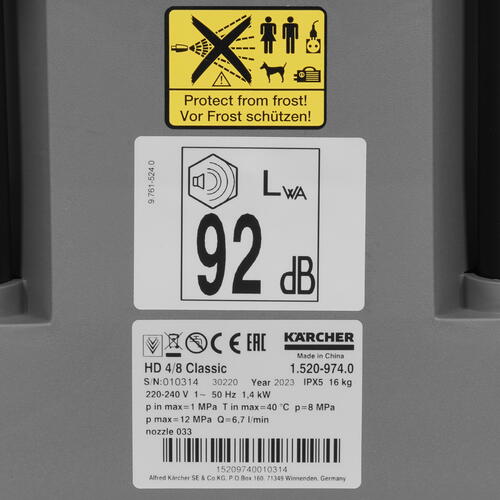 Protect from frost!
Vor Frost schützen!
9.761-524.0
LWA
92 dB
CE EAC KÄRCHER
Made in China
HD 4/8 Classic 1.520-974.0
S/N:010314 30220 Year 2023 IPX5 16 kg
220-240 V 1~ 50 Hz 1,4 kW
p in max=1 MPa T in max=40 °C p=8 MPa
p max=12 MPa Q=6,7 l/min
nozzle 033
15209740010314
Alfred Kärcher SE & Co KG, P.O Box 160. 71349 Winnenden, Germany